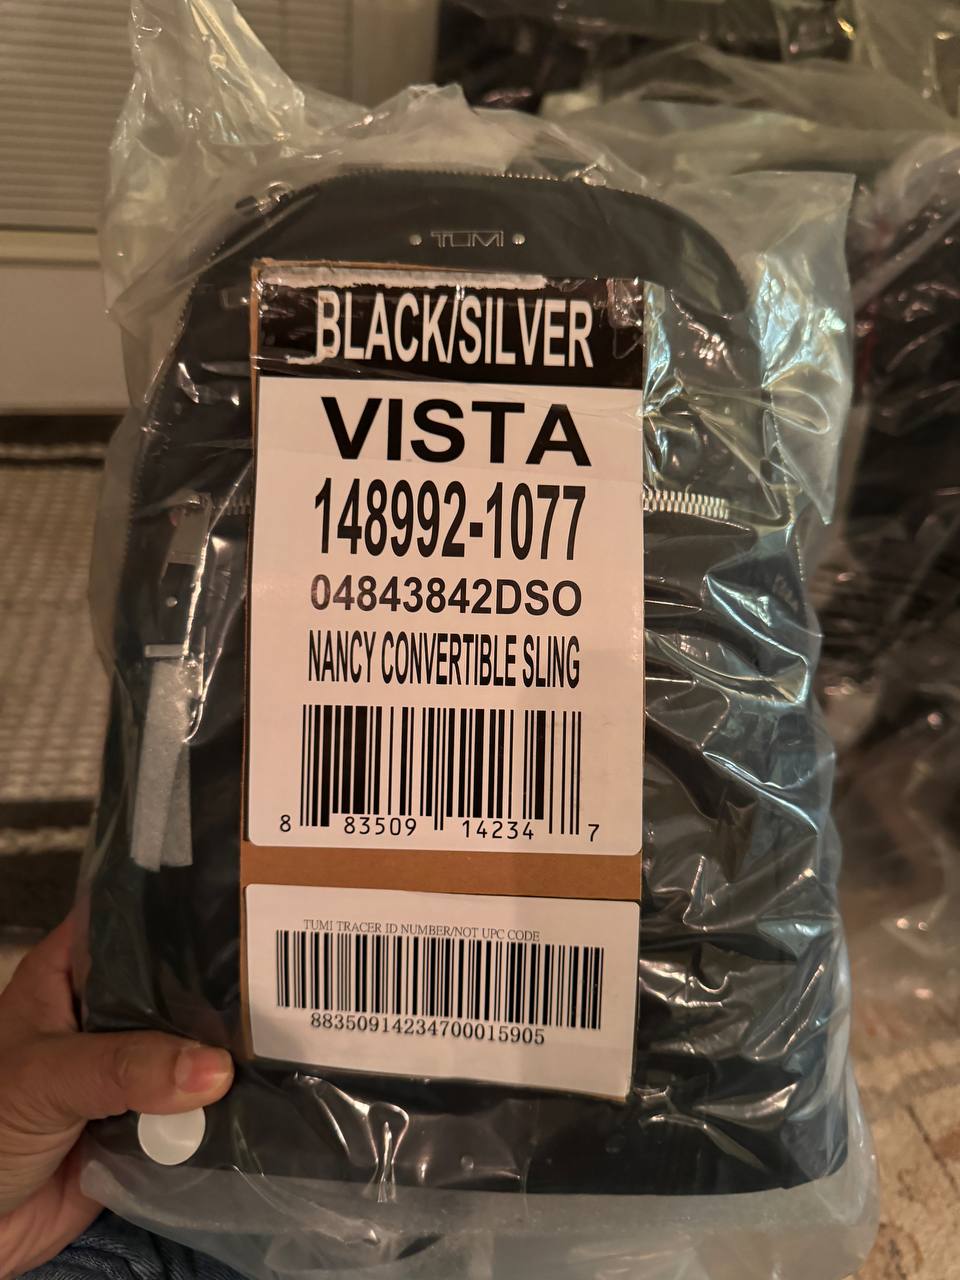 TUMI
BLACK/SILVER
VISTA
148992-1077
04843842DSO
NANCY CONVERTIBLE SLING
8 83509 14234 7
TUMI TRACER ID NUMBER/NOT UPC CODE
88350914234700015905